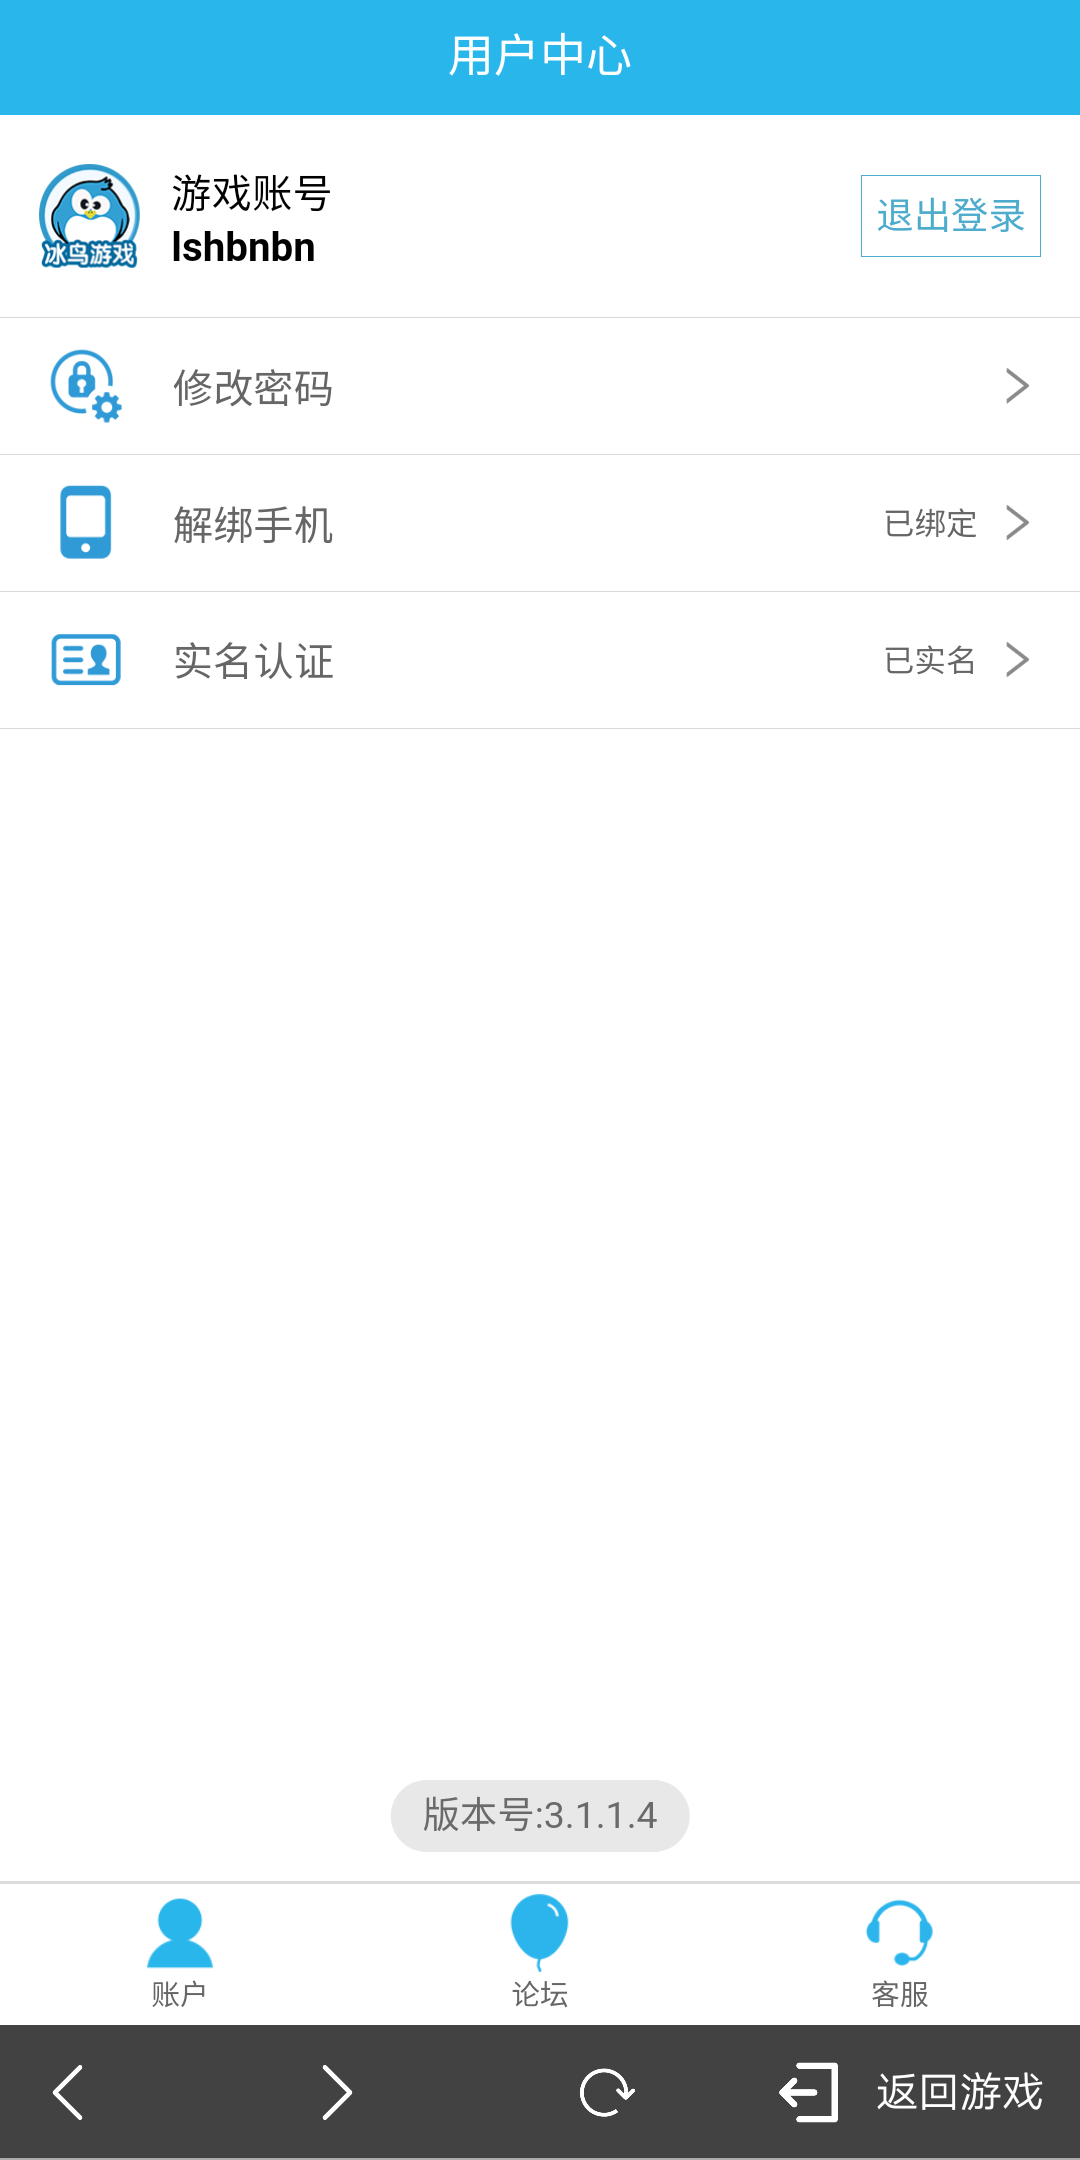 用户中心
冰鸟游戏
游戏账号
lshbnbn
退出登录
修改密码
解绑手机
已绑定
实名认证
已实名
版本号:3.1.1.4
账户
论坛
客服
返回游戏